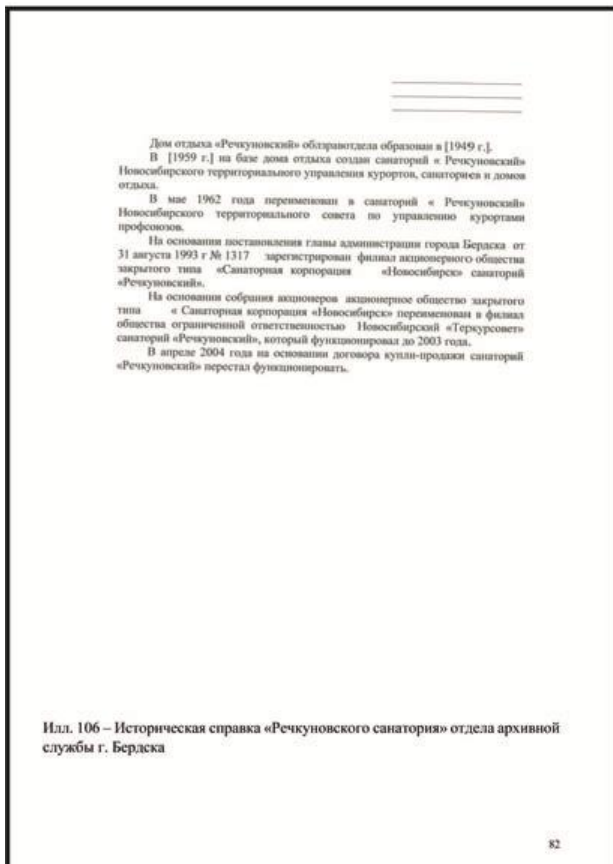 Дом отдыха «Речкуновский» облздравотдела образован в [1949 г.].
В [1959 г.] на базе дома отдыха создан санаторий « Речкуновский»
Новосибирского территориального управления курортов, санаториев и домов
отдыха.
В мае 1962 года переименован в санаторий « Речкуновский»
Новосибирского территориального совета по управлению курортами
профсоюзов.
На основании постановления главы администрации города Бердска от
31 августа 1993 г № 1317 зарегистрирован филиал акционерного общества
закрытого типа «Санаторная корпорация «Новосибирск» санаторий
«Речкуновский».
На основании собрания акционеров акционерное общество закрытого
типа « Санаторная корпорация «Новосибирск» переименован в филиал
общества ограниченной ответственностью Новосибирский «Теркурсовет»
санаторий «Речкуновский», который функционировал до 2003 года.
В апреле 2004 года на основании договора купли-продажи санаторий
«Речкуновский» перестал функционировать.
Илл. 106 – Историческая справка «Речкуновского санатория» отдела архивной
службы г. Бердска
82